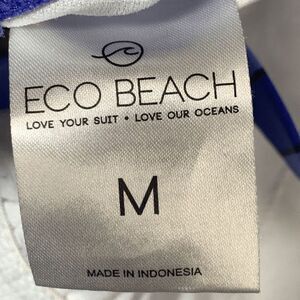 ECO BEACH
LOVE YOUR SUIT • LOVE OUR OCEANS
M
MADE IN INDONESIA